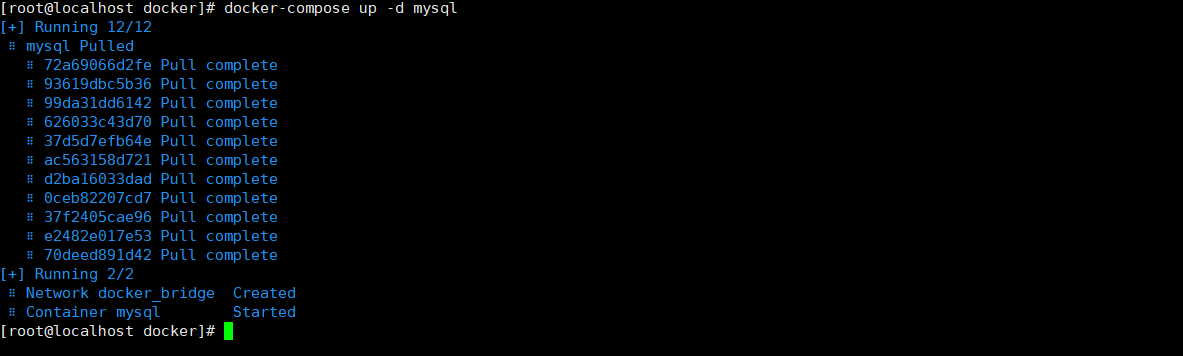 [root@localhost docker]# docker-compose up -d mysql
[+] Running 12/12
⠿ mysql Pulled
⠿ 72a69066d2fe Pull complete
⠿ 93619dbc5b36 Pull complete
⠿ 99da31dd6142 Pull complete
⠿ 626033c43d70 Pull complete
⠿ 37d5d7efb64e Pull complete
⠿ ac563158d721 Pull complete
⠿ d2ba16033dad Pull complete
⠿ 0ceb82207cd7 Pull complete
⠿ 37f2405cae96 Pull complete
⠿ e2482e017e53 Pull complete
⠿ 70deed891d42 Pull complete
[+] Running 2/2
⠿ Network docker_bridge  Created
⠿ Container mysql        Started
[root@localhost docker]#